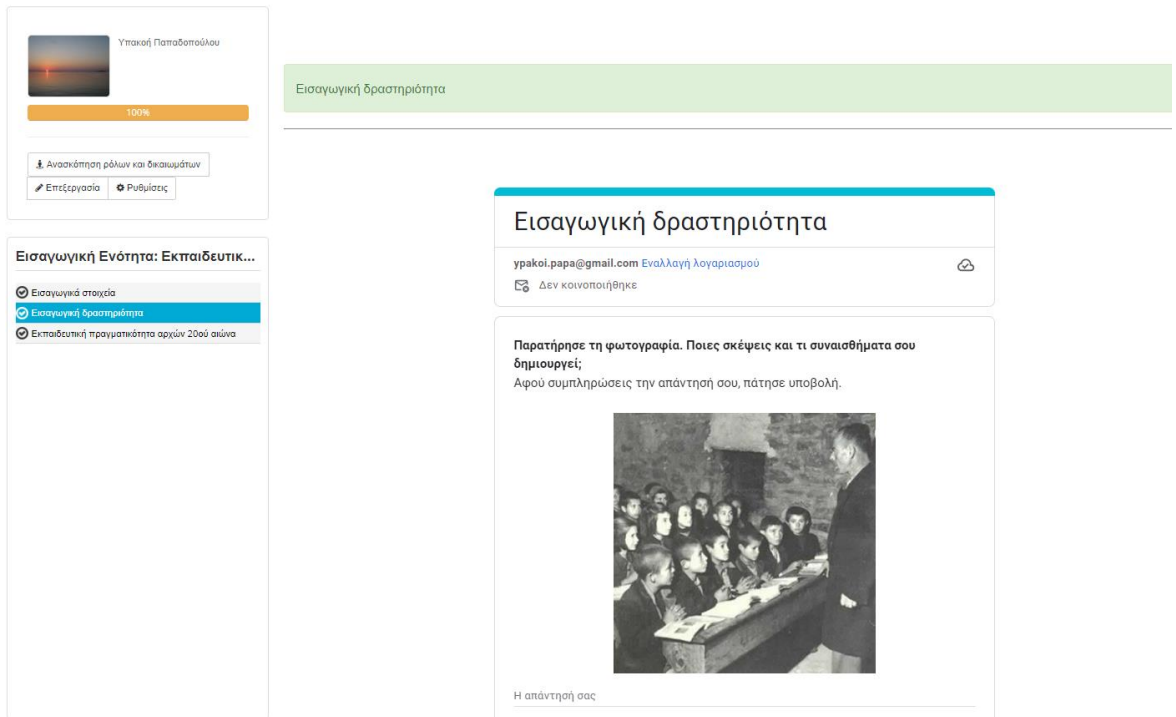 Υπακοή Παπαδοπούλου
100%
Ανασκόπηση ρόλων και δικαιωμάτων
Επεξεργασία
Ρυθμίσεις
Εισαγωγική Ενότητα: Εκπαιδευτικ...
Εισαγωγικά στοιχεία
Εισαγωγική δραστηριότητα
Εκπαιδευτική πραγματικότητα αρχών 20ού αιώνα
Εισαγωγική δραστηριότητα
Εισαγωγική δραστηριότητα
ypakoi.papa@gmail.com Εναλλαγή λογαριασμού
Δεν κοινοποιήθηκε
Παρατήρησε τη φωτογραφία. Ποιες σκέψεις και τι συναισθήματα σου
δημιουργεί;
Αφού συμπληρώσεις την απάντησή σου, πάτησε υποβολή.
Η απάντησή σας